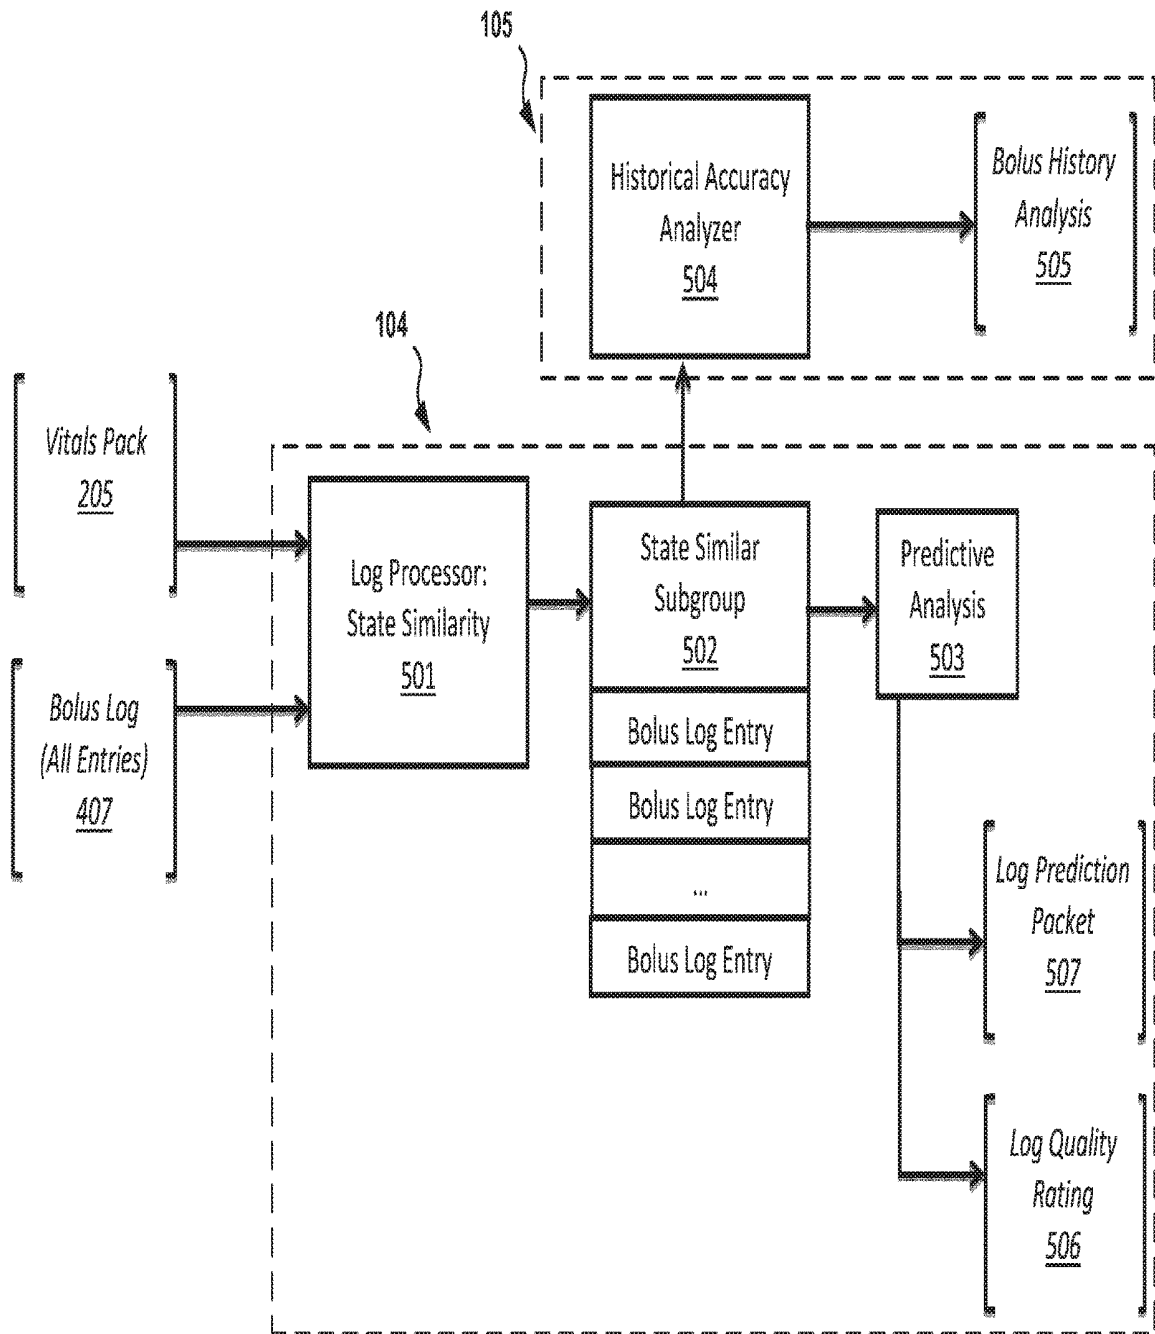 105
Historical Accuracy
Analyzer
504
Bolus History
Analysis
505
104
Vitals Pack
205
Bolus Log
(All Entries)
407
Log Processor:
State Similarity
501
State Similar
Subgroup
502
Bolus Log Entry
Bolus Log Entry
...
Bolus Log Entry
Predictive
Analysis
503
Log Prediction
Packet
507
Log Quality
Rating
506